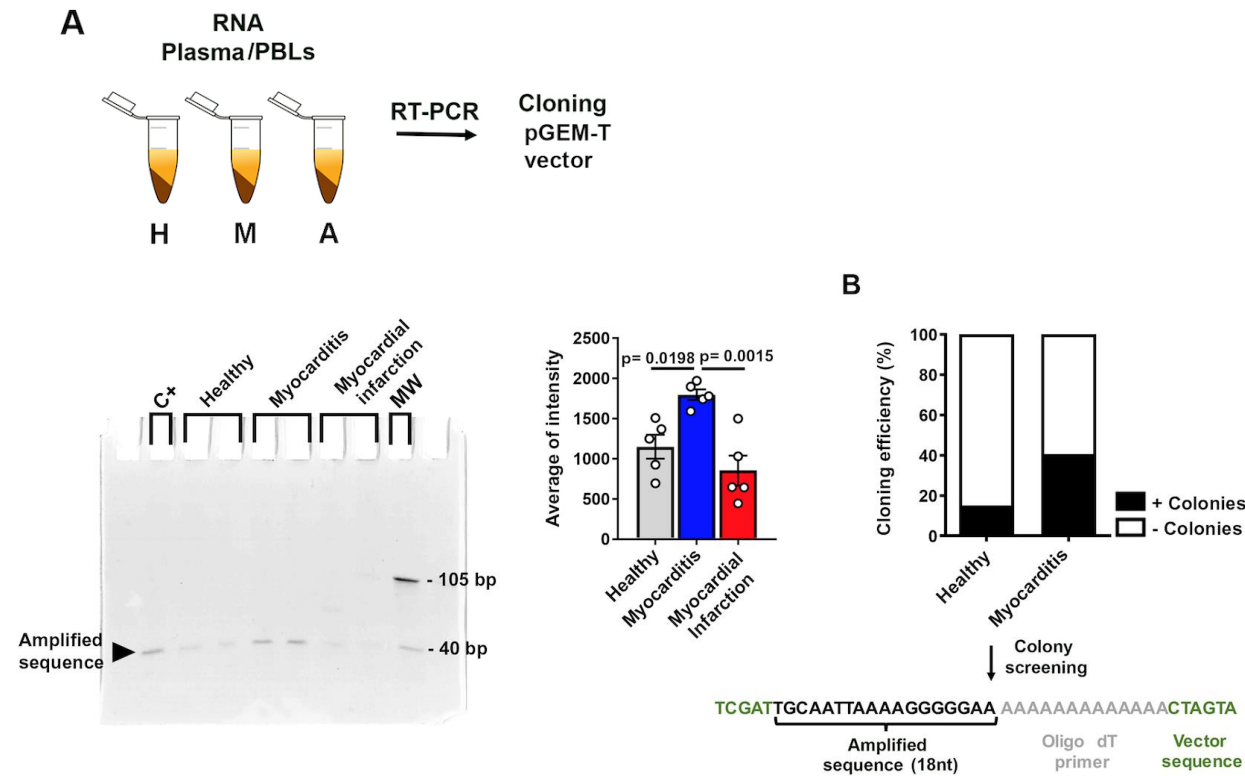 A
RNA
Plasma/PBLs
RT-PCR
Cloning
pGEM-T
vector
H
M
A
C+
Healthy
Myocarditis
Myocardial
infarction
MW
- 105 bp
- 40 bp
Amplified
sequence
Average of intensity
2500
2000
1500
1000
500
0
p= 0.0198
p= 0.0015
Healthy
Myocarditis
Myocardial
Infarction
B
Cloning efficiency (%)
100
80
60
40
20
0
Healthy
Myocarditis
+ Colonies
- Colonies
Colony
screening
TCGATTGCAATTAAAAGGGGGAA AAAAAAAAAAAAACTAGTA
Amplified
sequence (18nt)
Oligo dT
primer
Vector
sequence